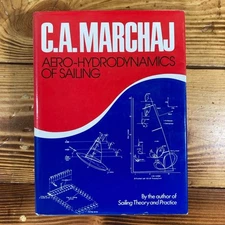 C.A. MARCHAJ
AERO-HYDRODYNAMICS
OF SAILING
By the author of
Sailing Theory and Practice